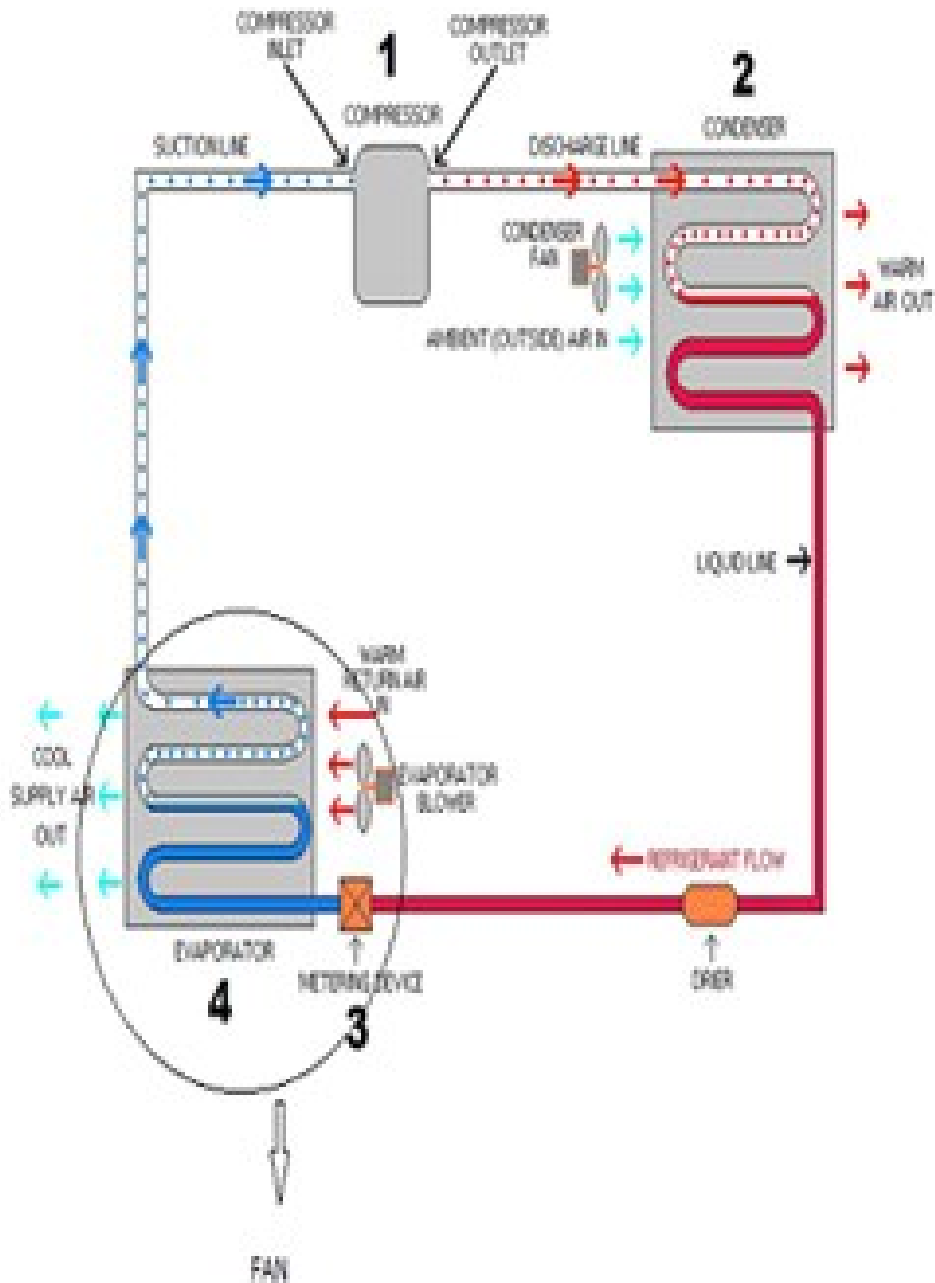 COMPRESSOR
INLET
1
COMPRESSOR
OUTLET
2
COMPRESSOR
CONDENSER
SUCTION LINE
DISCHARGE LINE
CONDENSER
FAN
WARM
AIR OUT
AMBIENT (OUTSIDE) AIR IN
LIQUID LINE
WARM
RETURN AIR
IN
COOL
SUPPLY AIR
OUT
EVAPORATOR
BLOWER
REFRIGERANT FLOW
EVAPORATOR
METERING DEVICE
DRIER
4
3
FAN